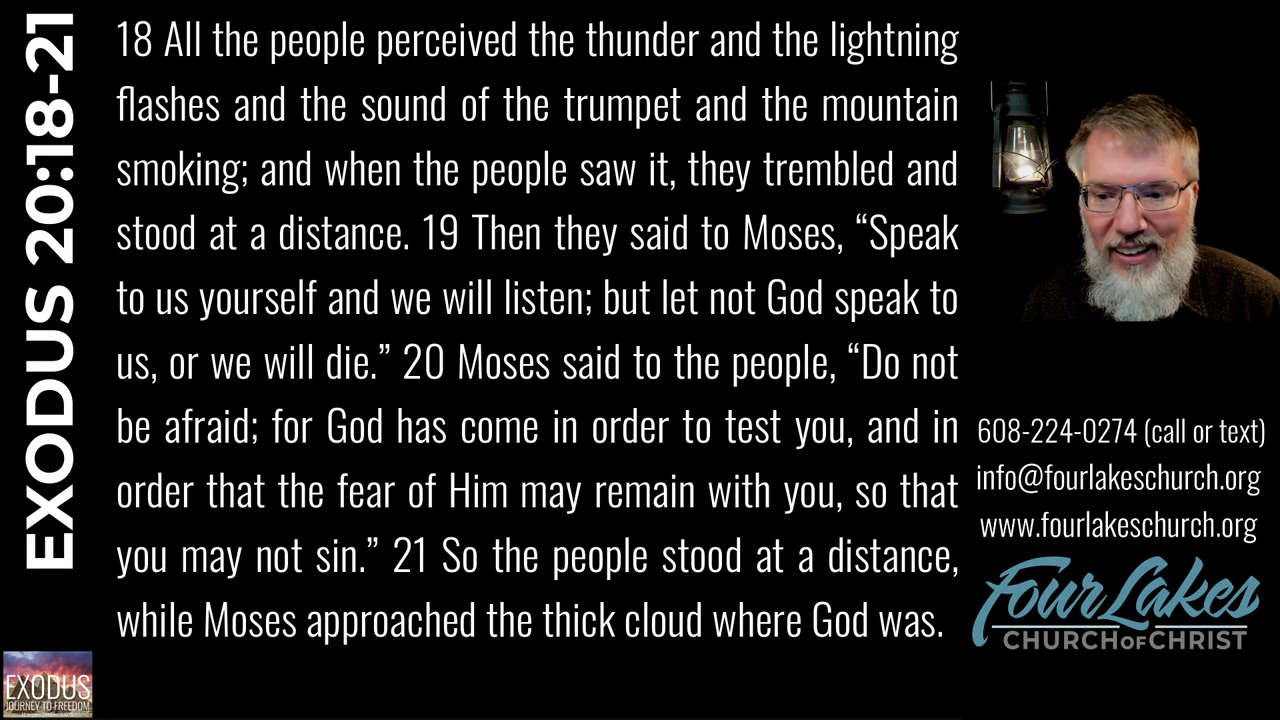 EXODUS 20:18-21
18 All the people perceived the thunder and the lightning
flashes and the sound of the trumpet and the mountain
smoking; and when the people saw it, they trembled and
stood at a distance. 19 Then they said to Moses, “Speak
to us yourself and we will listen; but let not God speak to
us, or we will die.” 20 Moses said to the people, “Do not
be afraid; for God has come in order to test you, and in
order that the fear of Him may remain with you, so that
you may not sin.” 21 So the people stood at a distance,
while Moses approached the thick cloud where God was.
608-224-0274 (call or text)
info@fourlakeschurch.org
www.fourlakeschurch.org
Four Lakes
CHURCH OF CHRIST
EXODUS
JOURNEY TO FREEDOM